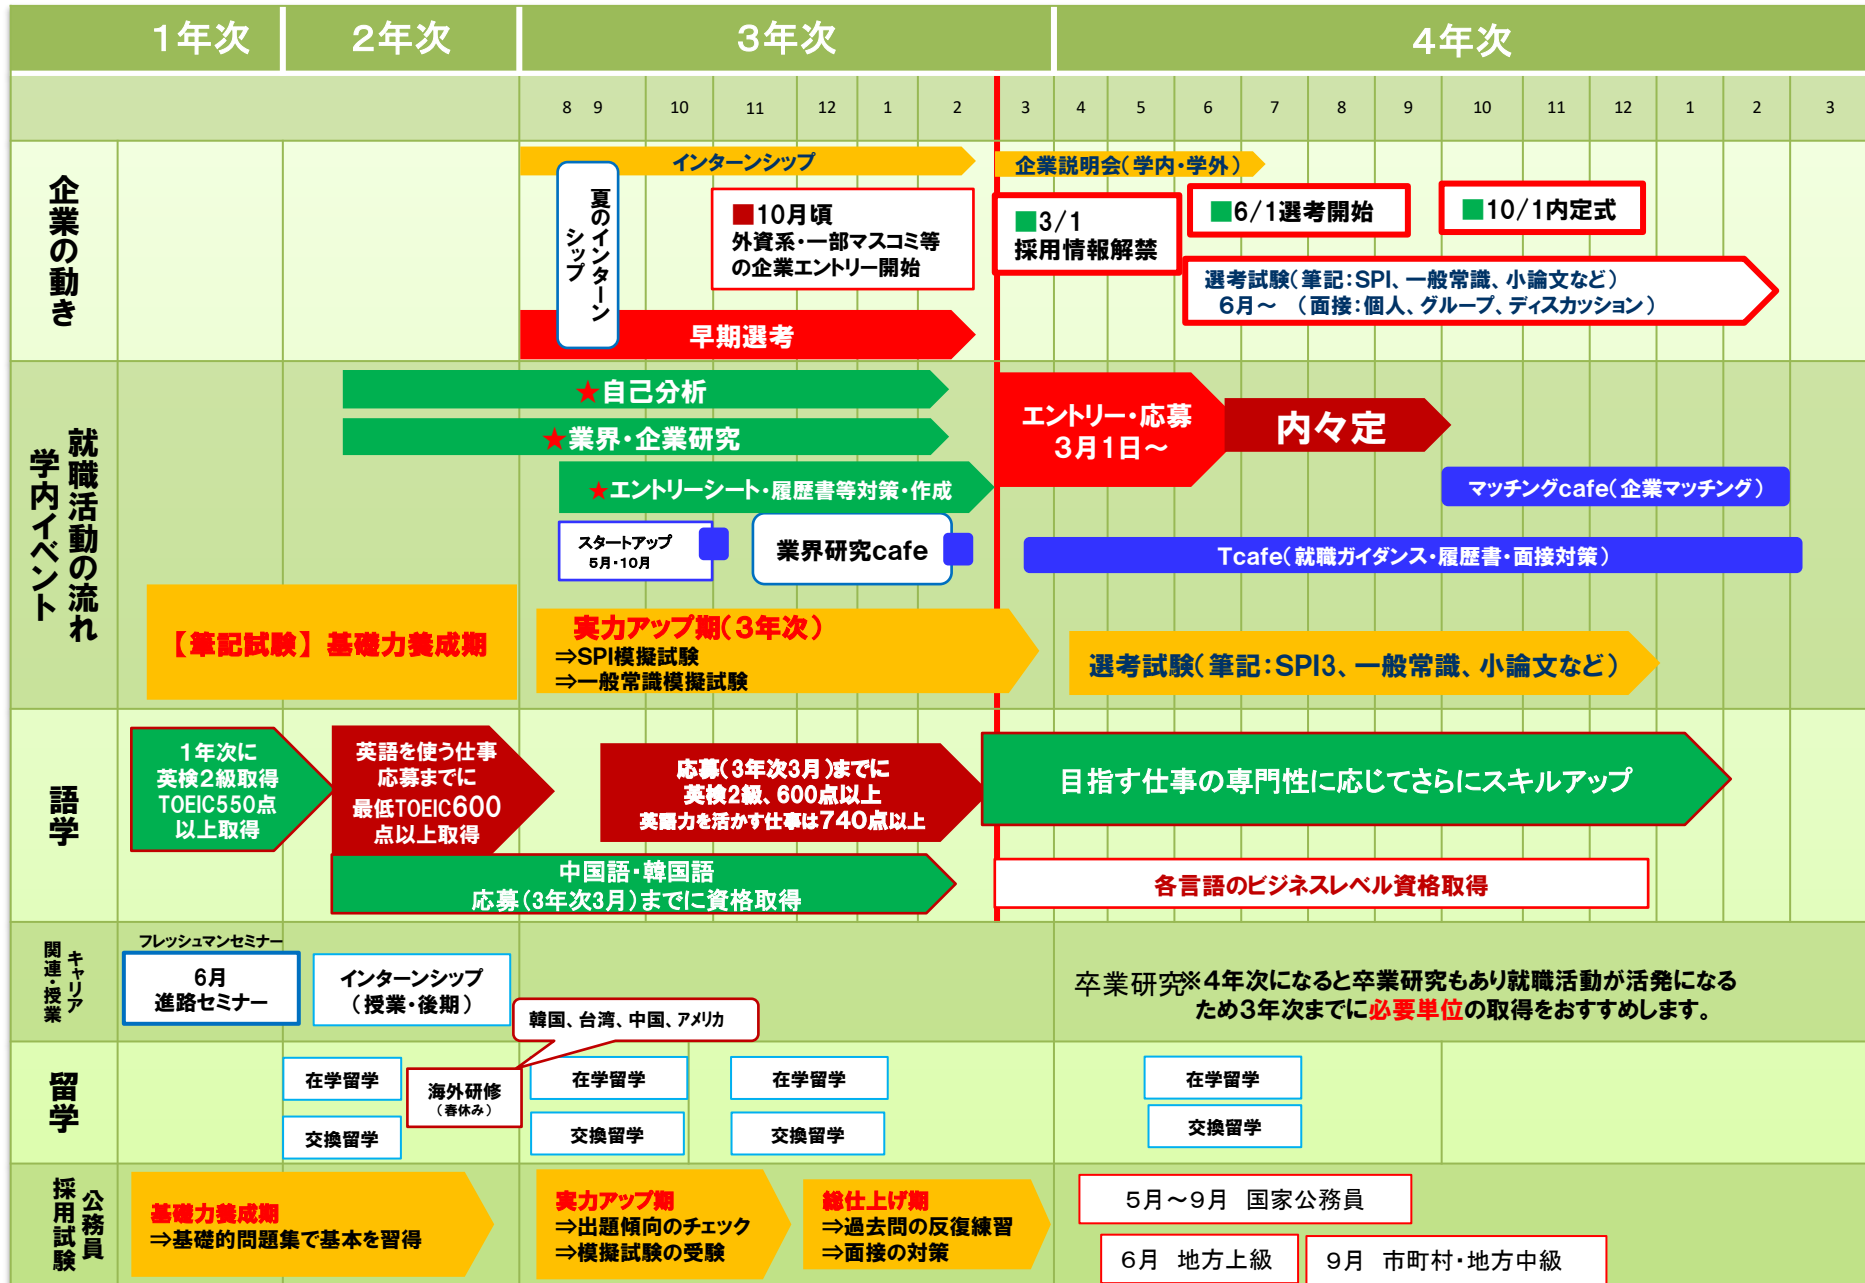 1年次
2年次
3年次
4年次
8 9 10 11 12 1 2 3 4 5 6 7 8 9 10 11 12 1 2 3
企業の動き
インターンシップ
夏のインターン
シップ
■10月頃
外資系・一部マスコミ等
の企業エントリー開始
早期選考
企業説明会(学内・学外)
■3/1
採用情報解禁
■6/1選考開始
■10/1内定式
選考試験(筆記:SPI、一般常識、小論文など)
6月～ (面接:個人、グループ、ディスカッション)
就職活動の流れ
学内イベント
★自己分析
★業界・企業研究
★エントリーシート・履歴書等対策・作成
スタートアップ
5月・10月
業界研究cafe
エントリー・応募
3月1日～
内々定
マッチングcafe(企業マッチング)
Tcafe(就職ガイダンス・履歴書・面接対策)
【筆記試験】基礎力養成期
実力アップ期(3年次)
⇒SPI模擬試験
⇒一般常識模擬試験
選考試験(筆記:SPI3、一般常識、小論文など)
語学
1年次に
英検2級取得
TOEIC550点
以上取得
英語を使う仕事
応募までに
最低TOEIC600
点以上取得
応募(3年次3月)までに
英検2級、600点以上
英語力を活かす仕事は740点以上
目指す仕事の専門性に応じてさらにスキルアップ
中国語・韓国語
応募(3年次3月)までに資格取得
各言語のビジネスレベル資格取得
キャリア
関連・授業
フレッシュマンセミナー
6月
進路セミナー
インターンシップ
(授業・後期)
韓国、台湾、中国、アメリカ
卒業研究※4年次になると卒業研究もあり就職活動が活発になる
ため3年次までに必要単位の取得をおすすめします。
留学
在学留学
交換留学
海外研修
(春休み)
在学留学
交換留学
在学留学
交換留学
在学留学
交換留学
公務員
採用試験
基礎力養成期
⇒基礎的問題集で基本を習得
実力アップ期
⇒出題傾向のチェック
⇒模擬試験の受験
総仕上げ期
⇒過去問の反復練習
⇒面接の対策
5月～9月 国家公務員
6月 地方上級
9月 市町村・地方中級